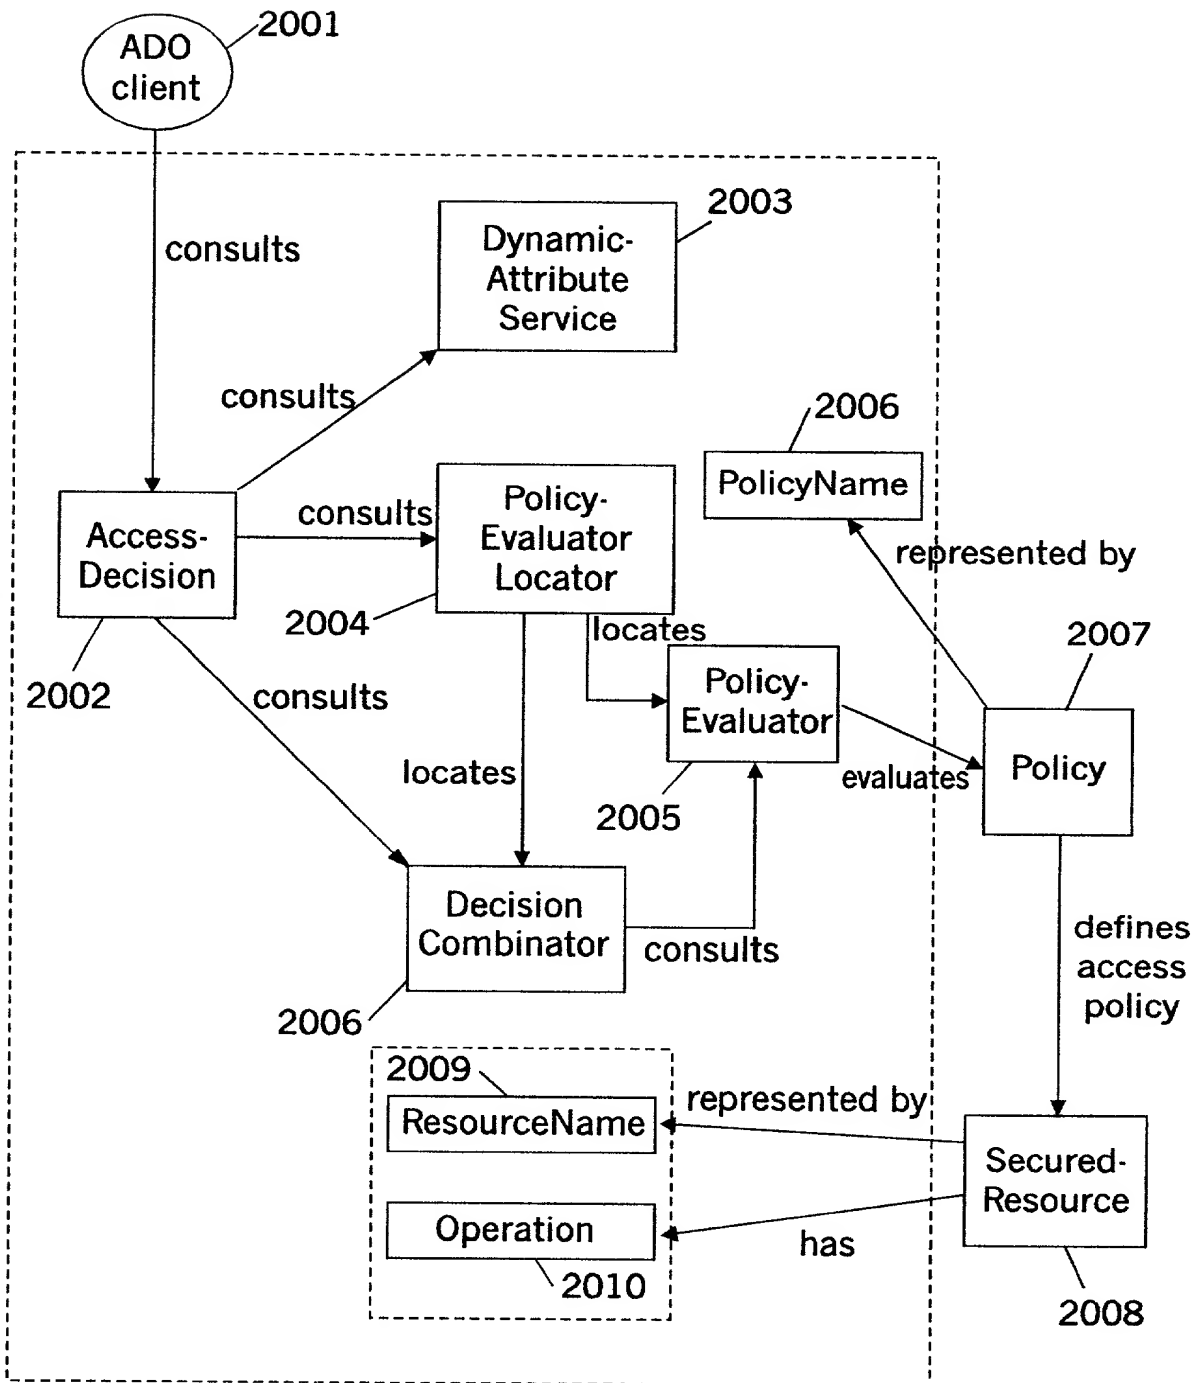 2001
ADO
client
consults
2003
Dynamic-
Attribute
Service
consults
2006
PolicyName
Policy-
Evaluator
Locator
consults
Access-
Decision
represented by
2004
locates
2007
2002
consults
Policy-
Evaluator
locates
evaluates
Policy
2005
Decision
Combinator
consults
defines
access
policy
2006
2009
ResourceName
represented by
Secured-
Resource
Operation
has
2010
2008